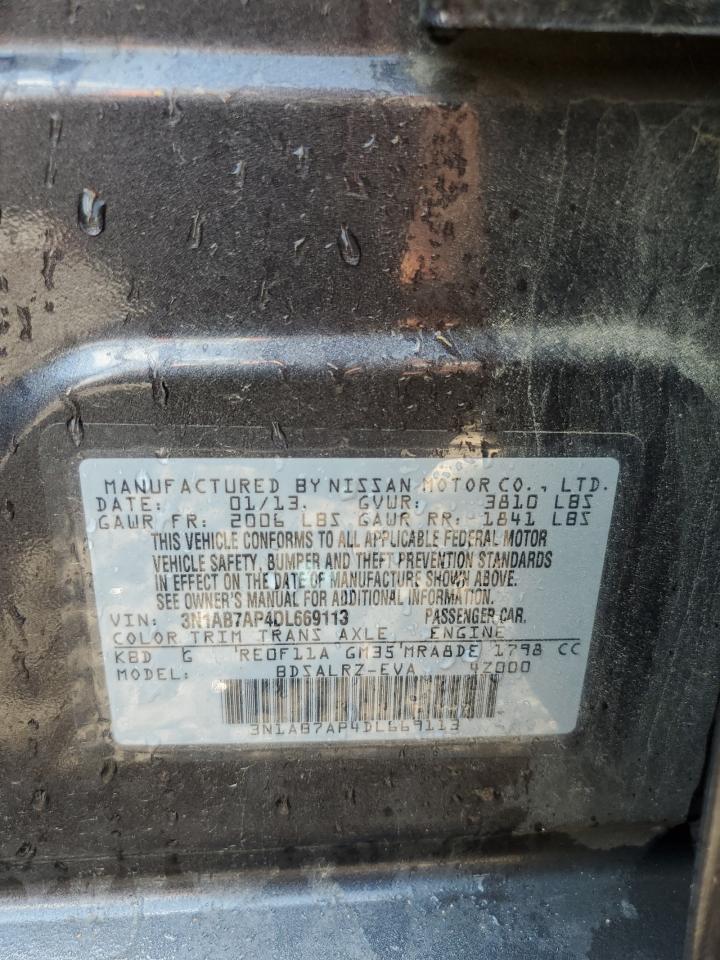 MANUFACTURED BY NISSAN MOTOR CO., LTD.
DATE: 01/13. GVWR: 3810 LBS
GAWR FR: 2006 LBS GAWR RR: 1841 LBS
THIS VEHICLE CONFORMS TO ALL APPLICABLE FEDERAL MOTOR
VEHICLE SAFETY, BUMPER AND THEFT PREVENTION STANDARDS
IN EFFECT ON THE DATE OF MANUFACTURE SHOWN ABOVE.
SEE OWNER'S MANUAL FOR ADDITIONAL INFORMATION.
VIN: 3N1AB7AP4DL669113 PASSENGER CAR.
COLOR TRIM TRANS AXLE ENGINE
KBD G RE0F11A GM35 MRA8DE 1798 CC
MODEL: BDSALRZ-EVA 9Z000
3N1AB7AP4DL669113